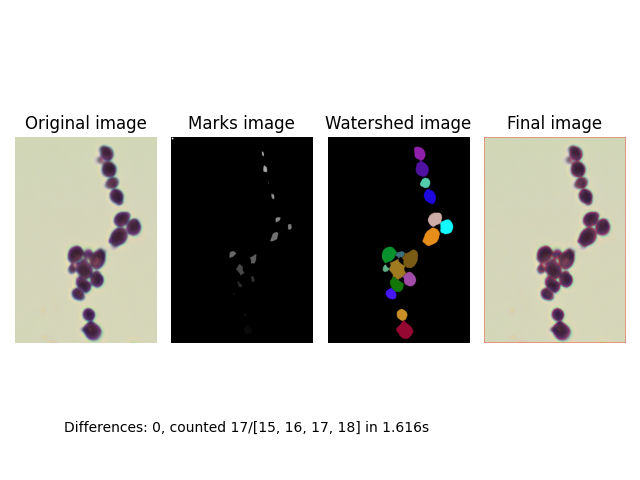 Original image
Marks image
Watershed image
Final image
Differences: 0, counted 17/[15, 16, 17, 18] in 1.616s